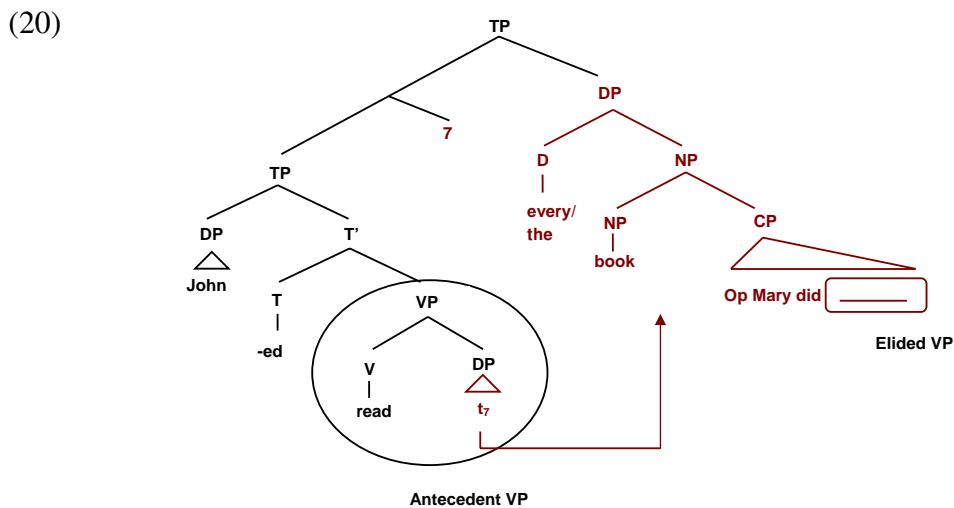 (20)
TP
DP
7
D
NP
TP
every/
the
NP
CP
DP
T’
book
John
T
VP
Op Mary did ______
-ed
Elided VP
V
DP
read
t₇
Antecedent VP